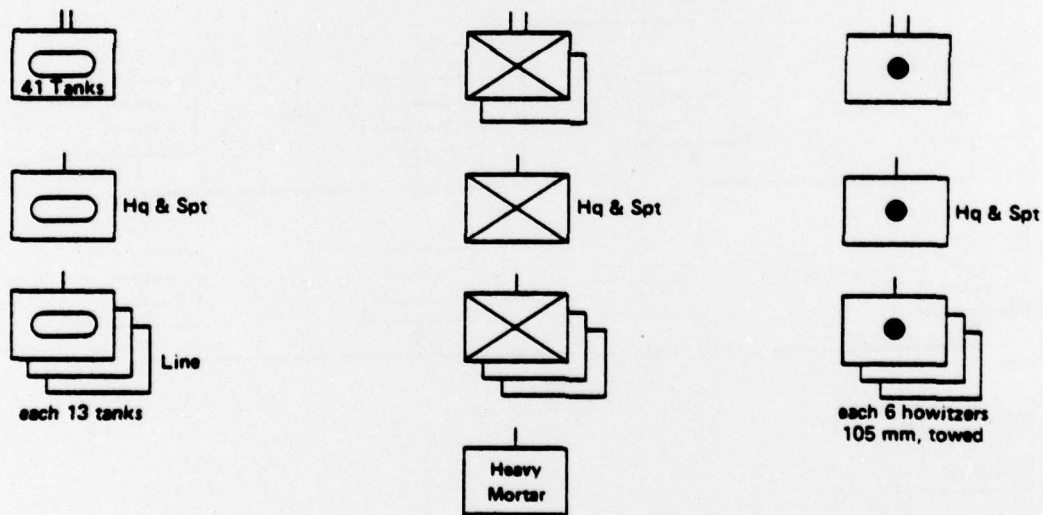 41 Tanks
Hq & Spt
Hq & Spt
Hq & Spt
Line
each 13 tanks
each 6 howitzers
105 mm, towed
Heavy
Mortar